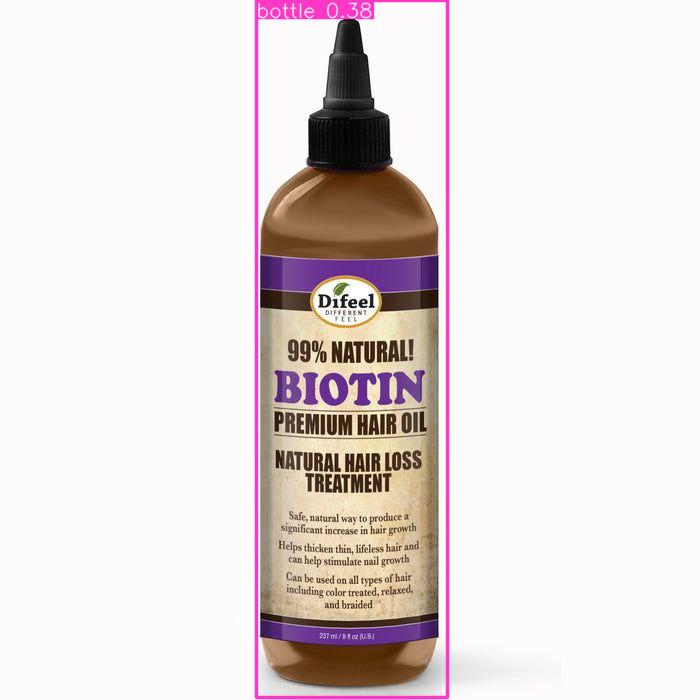 bottle 0.38
Difeel
DIFFERENT
FEEL
99% NATURAL!
BIOTIN
PREMIUM HAIR OIL
NATURAL HAIR LOSS
TREATMENT
Safe, natural way to produce a
significant increase in hair growth
Helps thicken thin, lifeless hair and
can help stimulate nail growth
Can be used on all types of hair
including color treated, relaxed,
and braided
237 ml / 8 fl oz (U.S.)